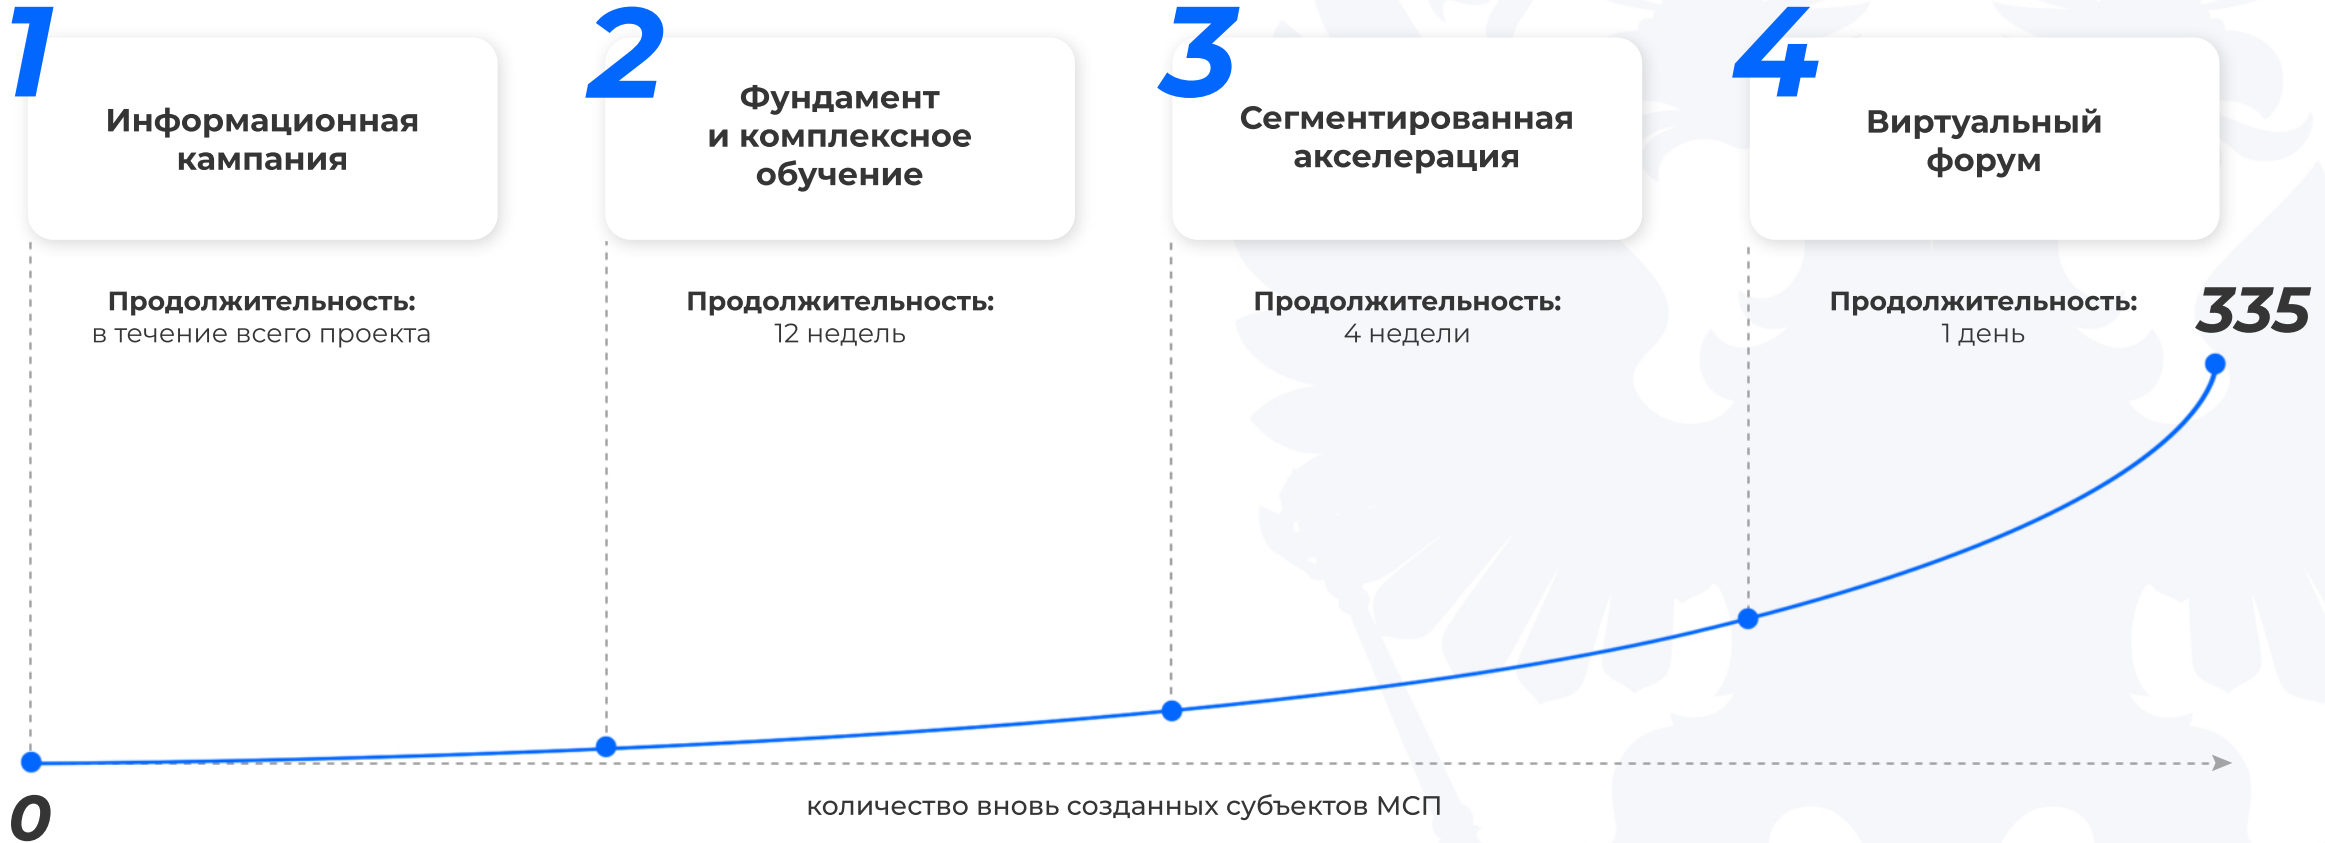 1
Информационная
кампания
Продолжительность:
в течение всего проекта
2
Фундамент
и комплексное
обучение
Продолжительность:
12 недель
3
Сегментированная
акселерация
Продолжительность:
4 недели
4
Виртуальный
форум
Продолжительность:
1 день
335
0
количество вновь созданных субъектов МСП